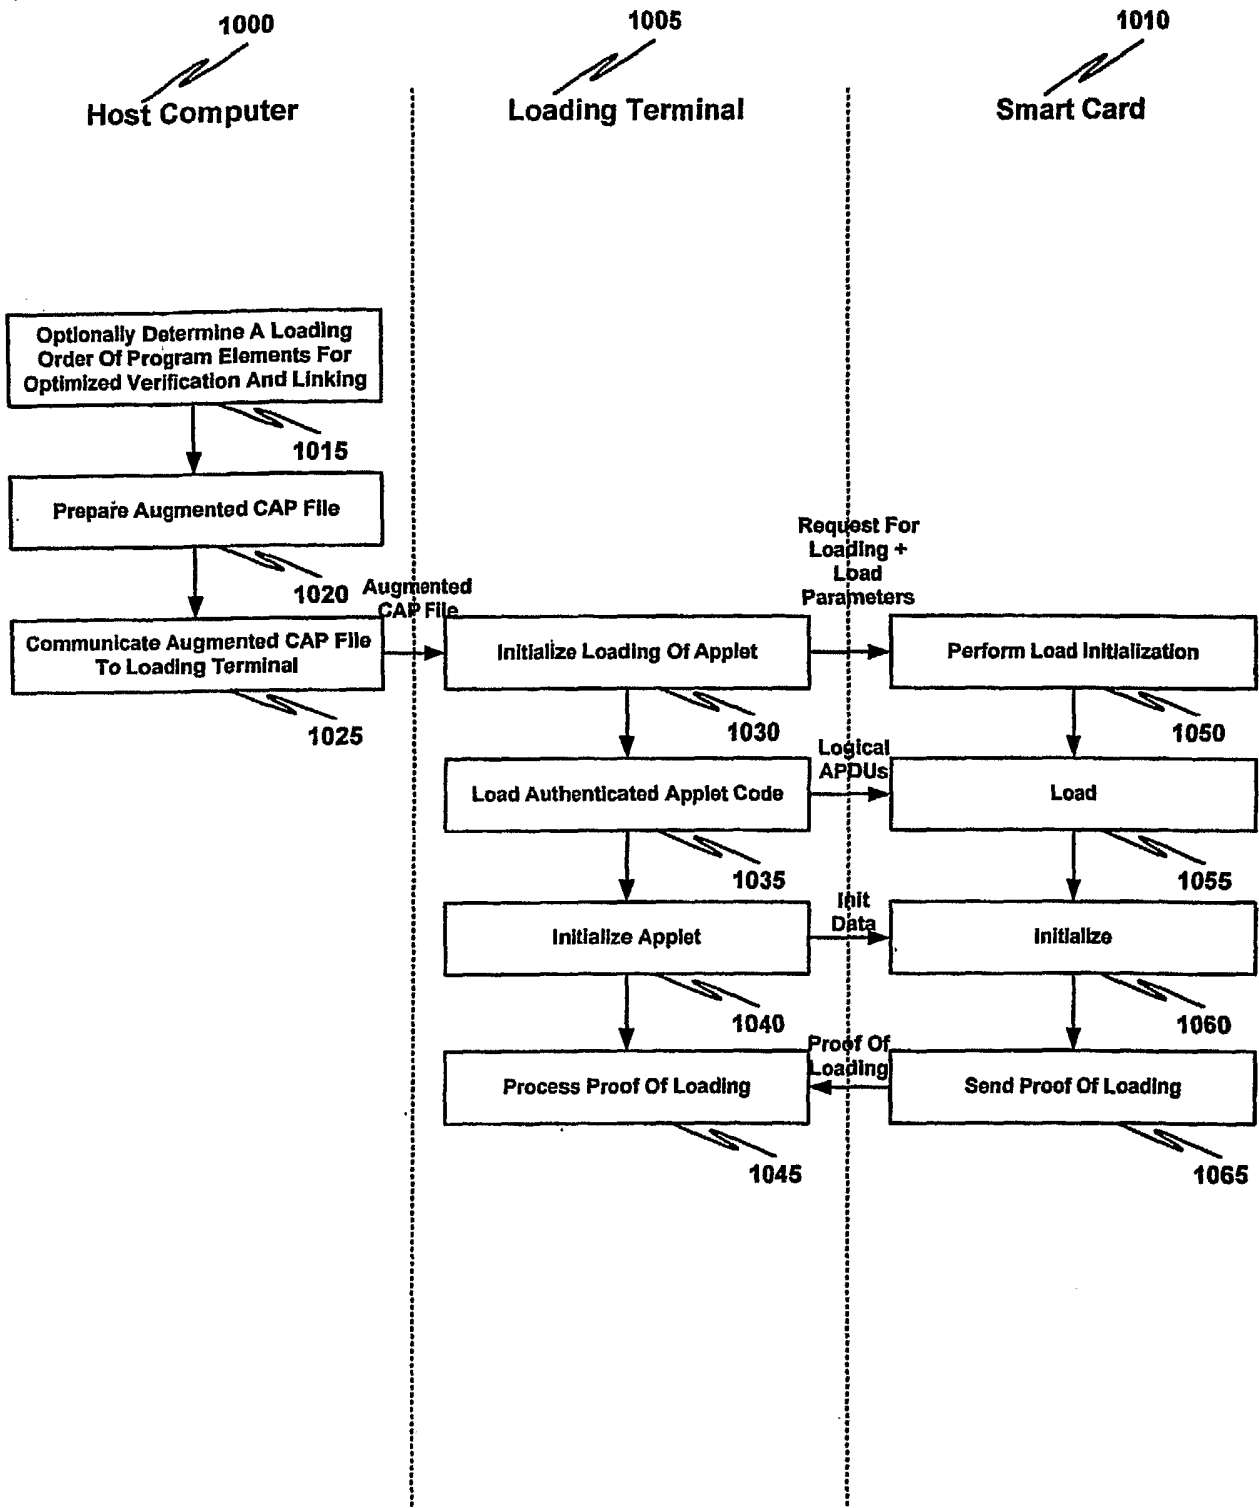 1000
1005
1010
Host Computer
Loading Terminal
Smart Card
Optionally Determine A Loading
Order Of Program Elements For
Optimized Verification And Linking
1015
Prepare Augmented CAP File
1020
Augmented
CAP File
Request For
Loading +
Load
Parameters
Communicate Augmented CAP File
To Loading Terminal
1025
Initialize Loading Of Applet
1030
Perform Load Initialization
1050
Logical
APDUs
Load Authenticated Applet Code
1035
Load
1055
Init
Data
Initialize Applet
1040
Initialize
1060
Proof Of
Loading
Process Proof Of Loading
1045
Send Proof Of Loading
1065